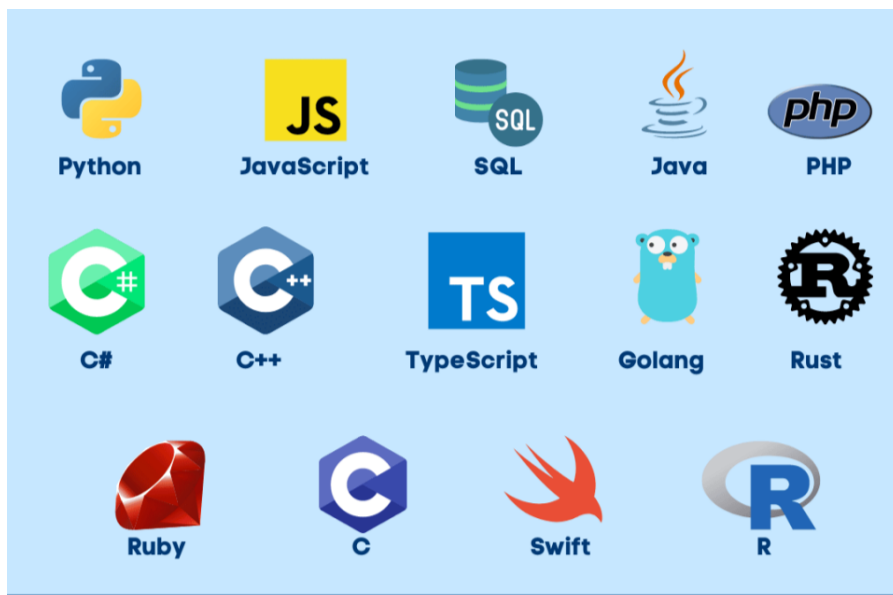 JS
SQL
php
Python
JavaScript
SQL
Java
PHP
C#
C++
TS
R
C#
C++
TypeScript
Golang
Rust
C
R
Ruby
C
Swift
R